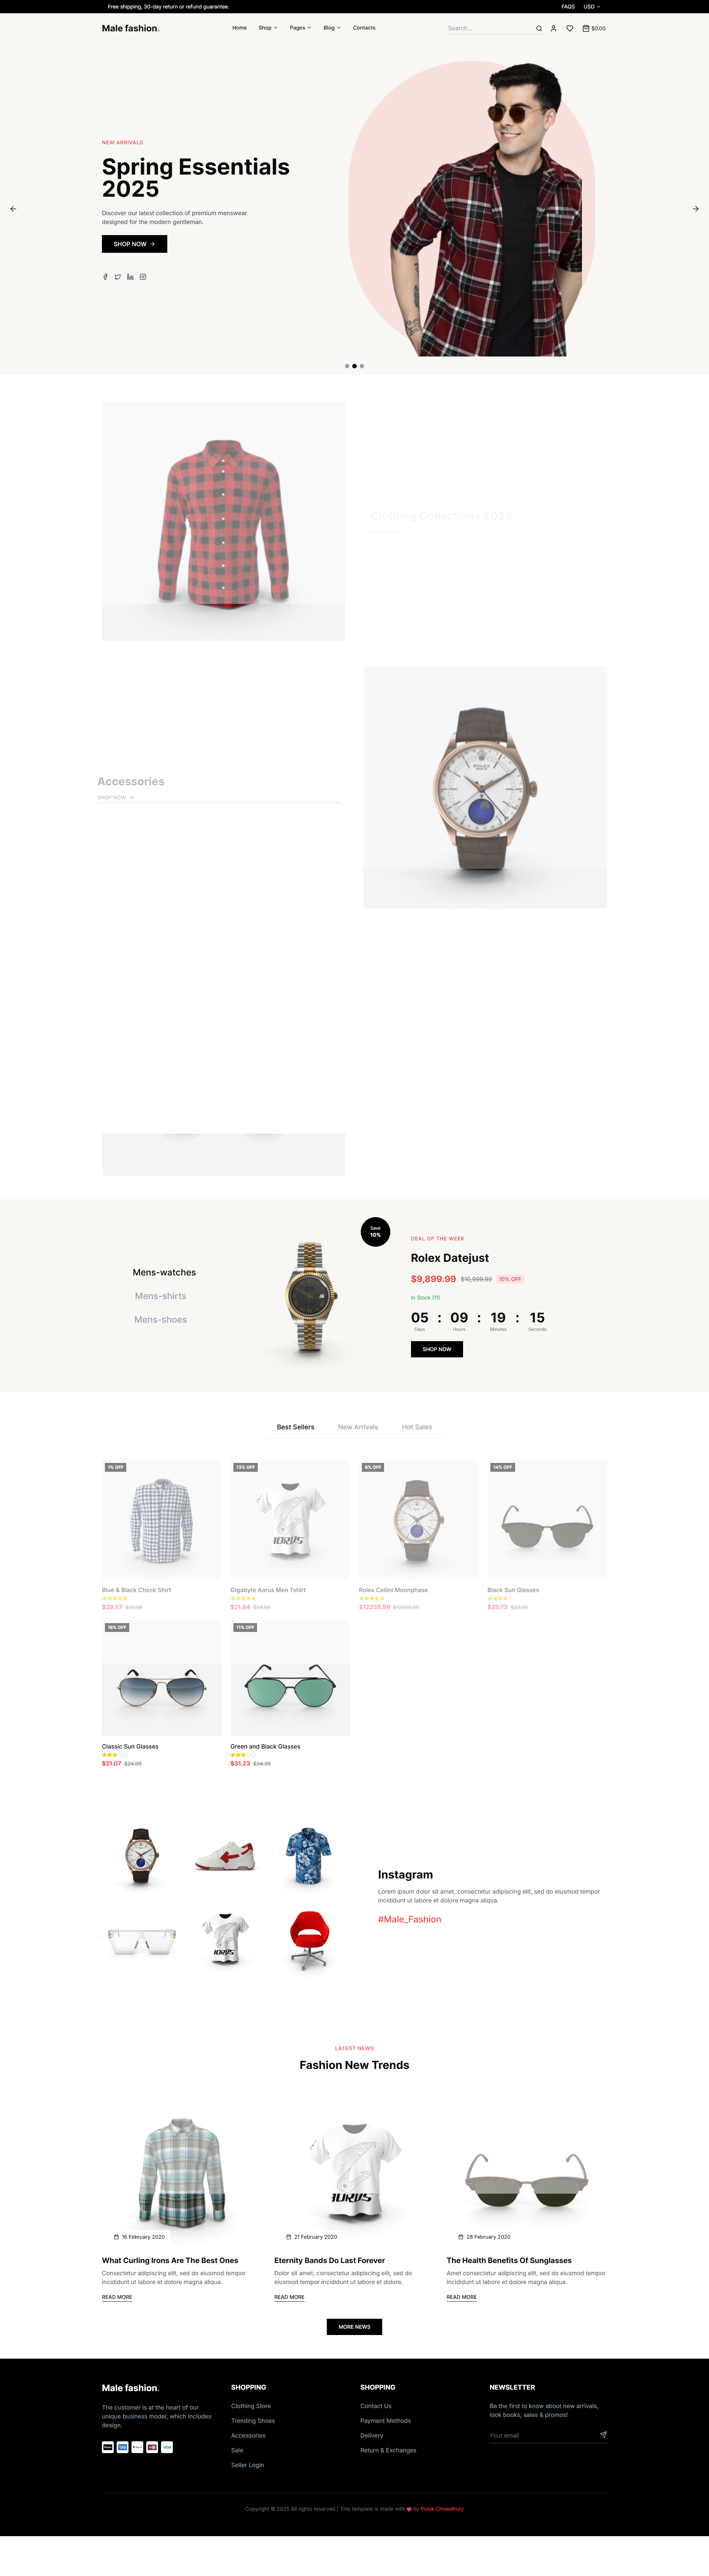 Free shipping, 30-day return or refund guarantee.
FAQS USD
Male fashion.
Home Shop Pages Blog Contacts
Search...
$0.00
NEW ARRIVALS
Spring Essentials
2025
Discover our latest collection of premium menswear
designed for the modern gentleman.
SHOP NOW
Clothing Collections 2025
ROLEX
Accessories
SHOP NOW
Mens-watches
Mens-shirts
Mens-shoes
Save
10%
DEAL OF THE WEEK
Rolex Datejust
$9,899.99 $10,999.99 10% OFF
In Stock (11)
05 : 09 : 19 : 15
Days Hours Minutes Seconds
SHOP NOW
Best Sellers New Arrivals Hot Sales
1% OFF
Blue & Black Check Shirt
$29.57 $29.99
13% OFF
Gigabyte Aorus Men Tshirt
$21.64 $24.99
6% OFF
Rolex Cellini Moonphase
$12258.99 $12999.99
14% OFF
Black Sun Glasses
$25.73 $29.99
16% OFF
Classic Sun Glasses
$21.07 $24.99
11% OFF
Green and Black Glasses
$31.23 $34.99
Instagram
Lorem ipsum dolor sit amet, consectetur adipiscing elit, sed do eiusmod tempor
incididunt ut labore et dolore magna aliqua.
#Male_Fashion
LATEST NEWS
Fashion New Trends
16 February 2020
What Curling Irons Are The Best Ones
Consectetur adipiscing elit, sed do eiusmod tempor
incididunt ut labore et dolore magna aliqua.
READ MORE
21 February 2020
Eternity Bands Do Last Forever
Dolor sit amet, consectetur adipiscing elit, sed do
eiusmod tempor incididunt ut labore et dolore.
READ MORE
28 February 2020
The Health Benefits Of Sunglasses
Amet consectetur adipiscing elit, sed do eiusmod tempor
incididunt ut labore et dolore magna aliqua.
READ MORE
MORE NEWS
Male fashion.
The customer is at the heart of our
unique business model, which includes
design.
SHOPPING
Clothing Store
Trending Shoes
Accessories
Sale
Seller Login
SHOPPING
Contact Us
Payment Methods
Delivery
Return & Exchanges
NEWSLETTER
Be the first to know about new arrivals,
look books, sales & promos!
Your email
Copyright © 2025 All rights reserved | This template is made with by Pulok Chowdhury